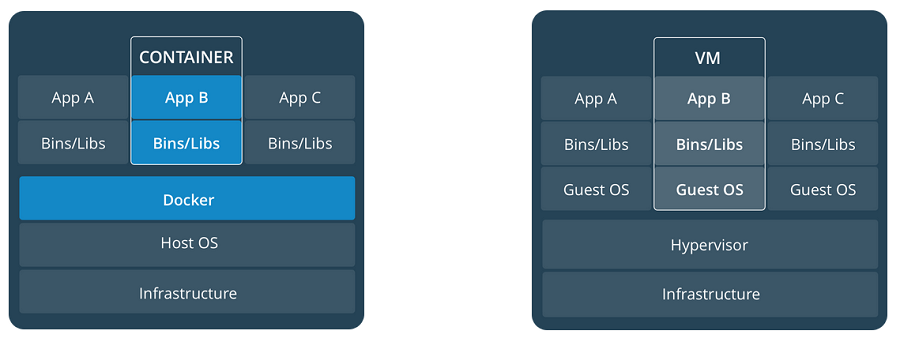 CONTAINER
App A App B App C
Bins/Libs Bins/Libs Bins/Libs
Docker
Host OS
Infrastructure
VM
App A App B App C
Bins/Libs Bins/Libs Bins/Libs
Guest OS Guest OS Guest OS
Hypervisor
Infrastructure